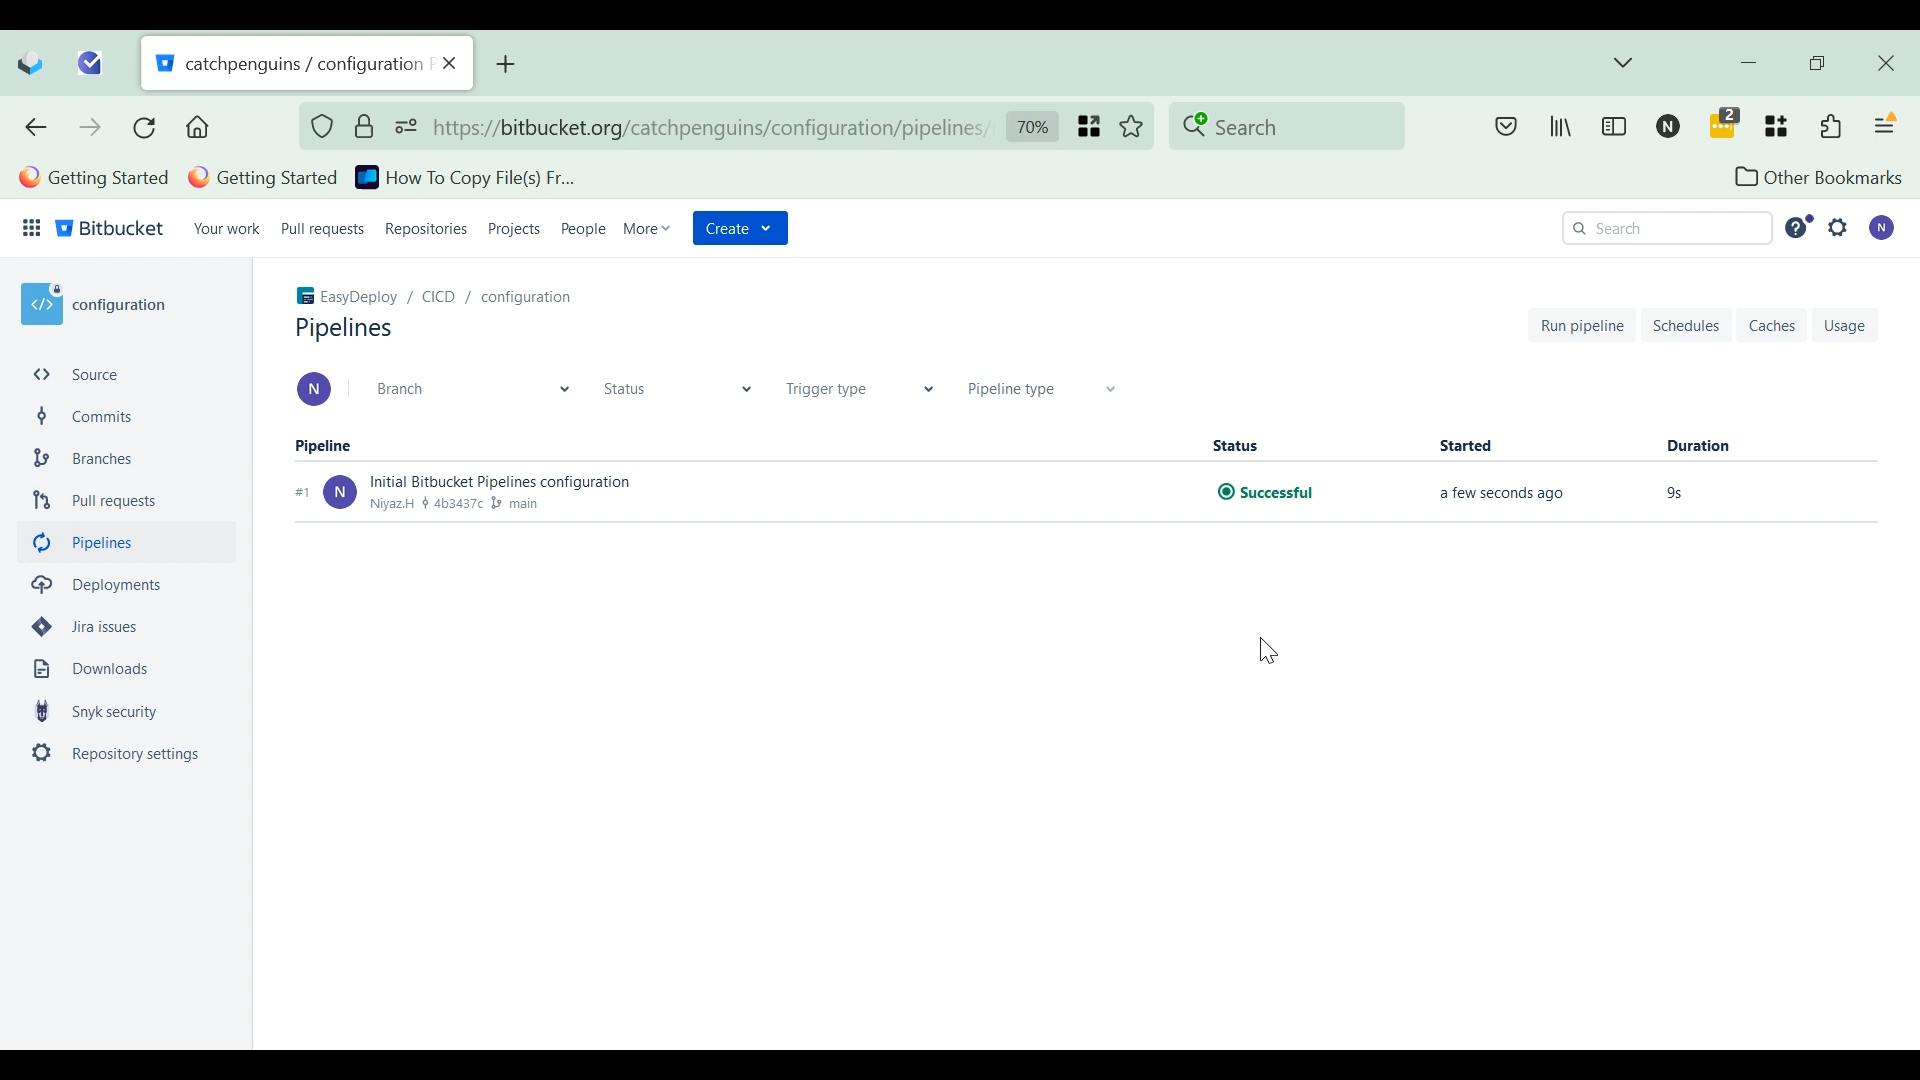 catchpenguins / configuration P
https://bitbucket.org/catchpenguins/configuration/pipelines/
70%
Search
N
2
Getting Started
Getting Started
How To Copy File(s) Fr...
Other Bookmarks
Bitbucket
Your work
Pull requests
Repositories
Projects
People
More
Create
Search
N
</> configuration
EasyDeploy / CICD / configuration
Pipelines
Run pipeline
Schedules
Caches
Usage
Source
Commits
Branches
Pull requests
Pipelines
Deployments
Jira issues
Downloads
Snyk security
Repository settings
N
Branch
Status
Trigger type
Pipeline type
Pipeline
Status
Started
Duration
#1
N
Initial Bitbucket Pipelines configuration
Niyaz.H 4b3437c main
Successful
a few seconds ago
9s